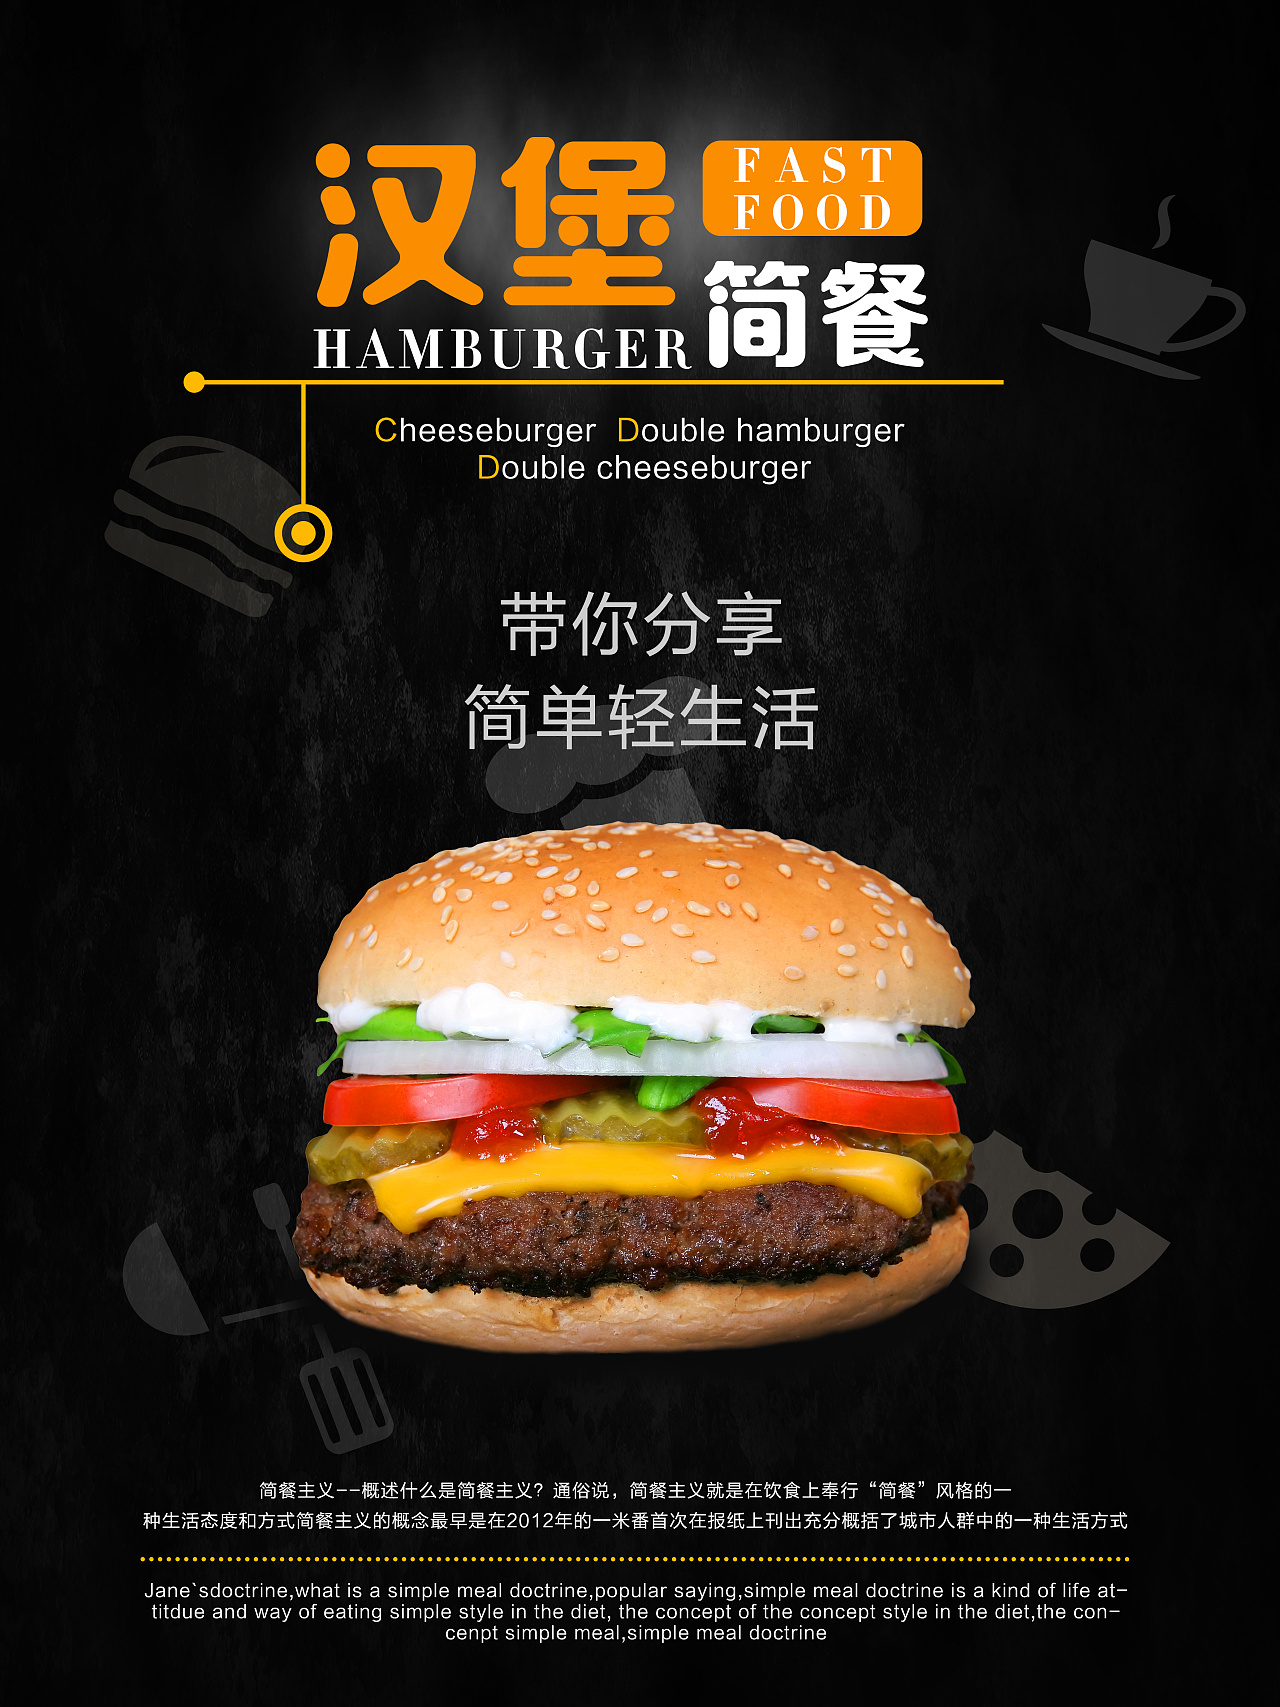 汉堡
FAST
FOOD
简餐
HAMBURGER
Cheeseburger Double hamburger
Double cheeseburger
带你分享
简单轻生活
简餐主义--概述什么是简餐主义?通俗说，简餐主义就是在饮食上奉行“简餐”风格的一
种生活态度和方式简餐主义的概念最早是在2012年的一米番首次在报纸上刊出充分概括了城市人群中的一种生活方式
Jane`sdoctrine,what is a simple meal doctrine,popular saying,simple meal doctrine is a kind of life at-
titdue and way of eating simple style in the diet, the concept of the concept style in the diet,the con-
cenpt simple meal,simple meal doctrine